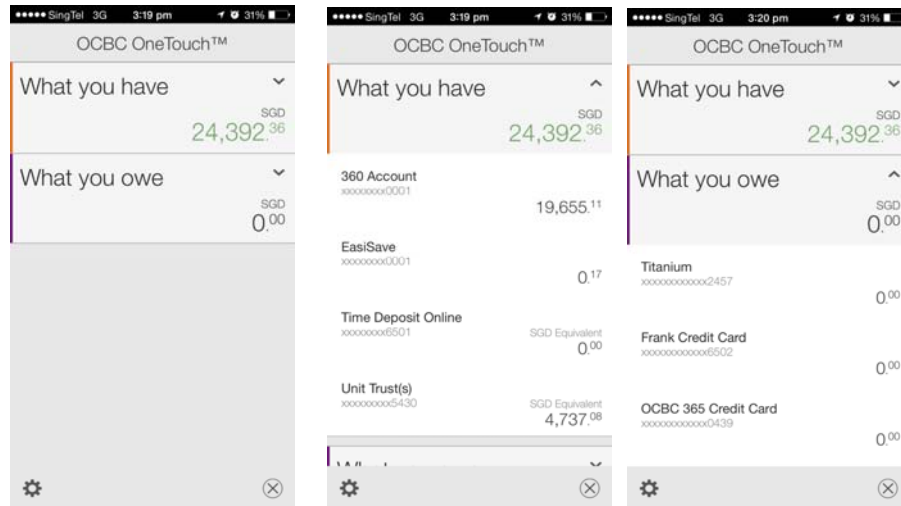 SingTel 3G 3:19 pm 31%
OCBC OneTouch™
What you have
SGD
24,392.36
What you owe
SGD
0.00
SingTel 3G 3:19 pm 31%
OCBC OneTouch™
What you have
SGD
24,392.36
360 Account
xxxxxxxx0001
19,655.11
EasiSave
xxxxxxxx0001
0.17
Time Deposit Online
xxxxxxxx6501
SGD Equivalent
0.00
Unit Trust(s)
xxxxxxxxx5430
SGD Equivalent
4,737.08
SingTel 3G 3:20 pm 31%
OCBC OneTouch™
What you have
SGD
24,392.36
What you owe
SGD
0.00
Titanium
xxxxxxxxxxxx2457
0.00
Frank Credit Card
xxxxxxxxxxxx6502
0.00
OCBC 365 Credit Card
xxxxxxxxxxxx0439
0.00